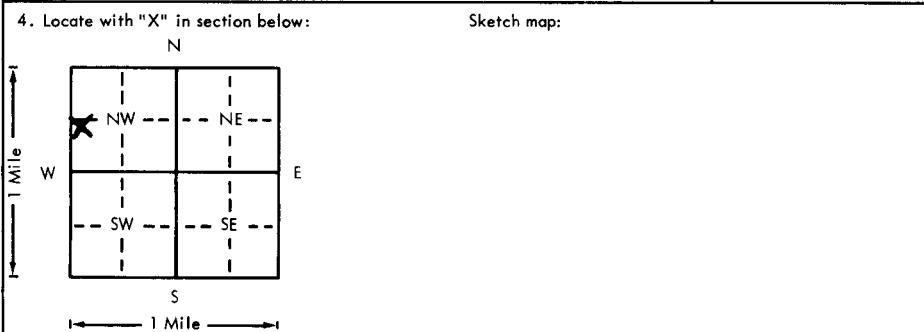 4. Locate with "X" in section below:
Sketch map:
N
NW
NE
W
E
1 Mile
SW
SE
S
1 Mile